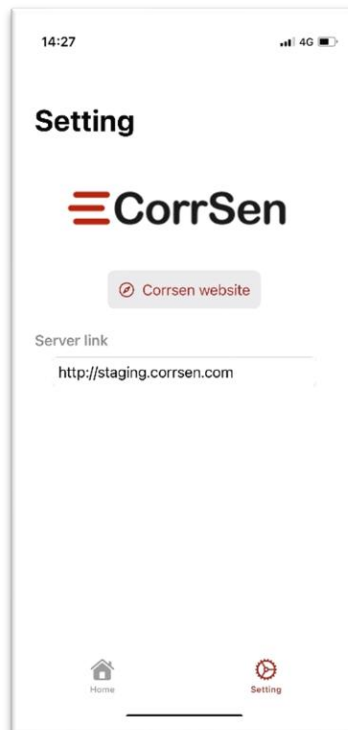 14:27
4G
Setting
CorrSen
Corrsen website
Server link
http://staging.corrsen.com
Home
Setting